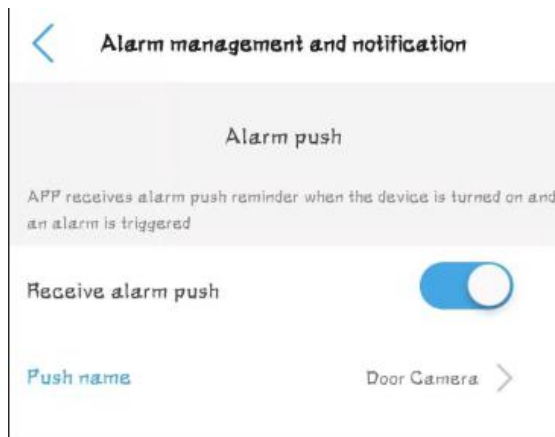 Alarm management and notification
Alarm push
APP receives alarm push reminder when the device is turned on and
an alarm is triggered
Receive alarm push
Push name
Door Camera